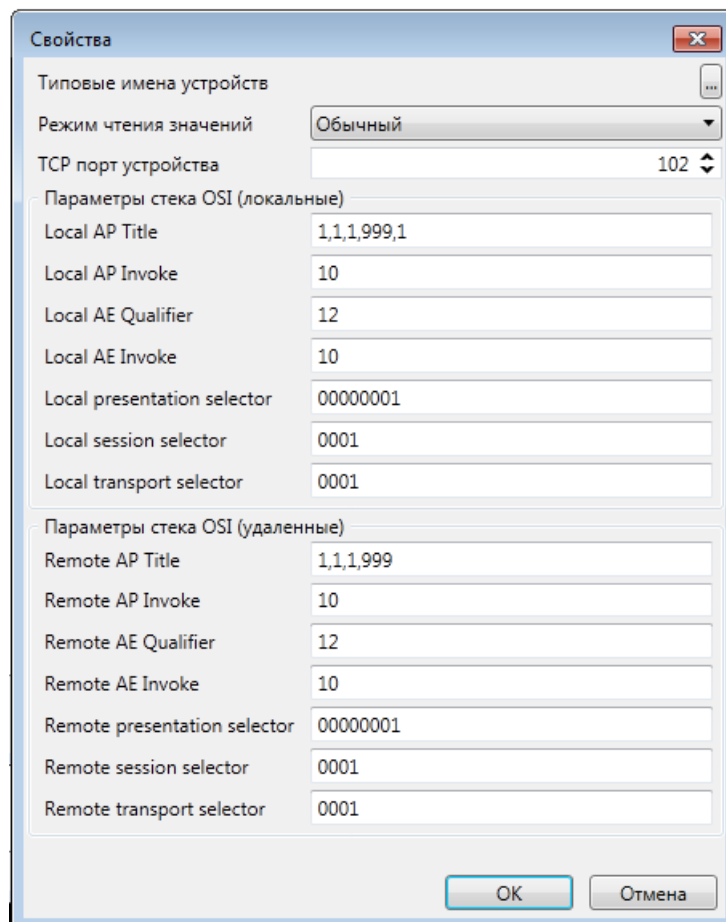 Свойства
Типовые имена устройств ...
Режим чтения значений Обычный
TCP порт устройства 102
Параметры стека OSI (локальные)
Local AP Title 1,1,1,999,1
Local AP Invoke 10
Local AE Qualifier 12
Local AE Invoke 10
Local presentation selector 00000001
Local session selector 0001
Local transport selector 0001
Параметры стека OSI (удаленные)
Remote AP Title 1,1,1,999
Remote AP Invoke 10
Remote AE Qualifier 12
Remote AE Invoke 10
Remote presentation selector 00000001
Remote session selector 0001
Remote transport selector 0001
OK Отмена